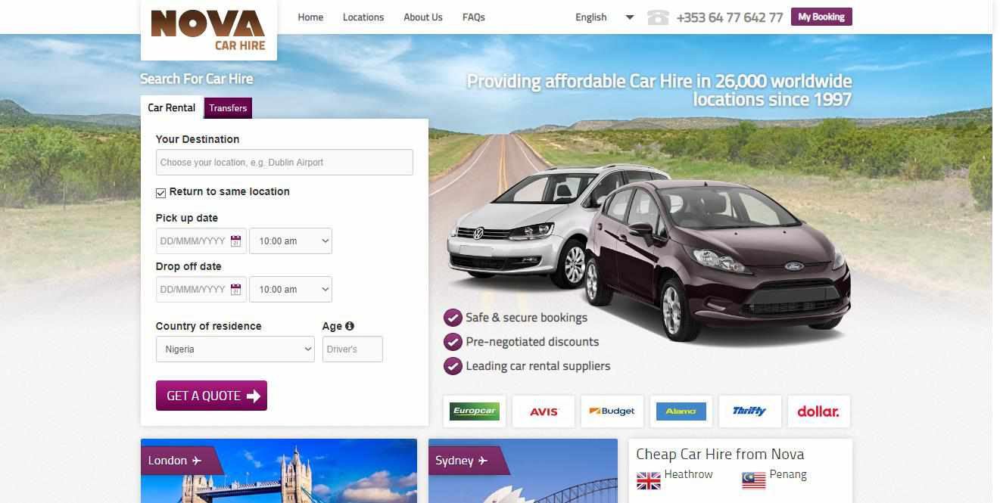 NOVA
CAR HIRE
Home
Locations
About Us
FAQs
English
+353 64 77 642 77
My Booking
Search For Car Hire
Providing affordable Car Hire in 26,000 worldwide
locations since 1997
Car Rental
Transfers
Your Destination
Choose your location, e.g. Dublin Airport
Return to same location
Pick up date
DD/MMM/YYYY
10:00 am
Drop off date
DD/MMM/YYYY
10:00 am
Country of residence
Age
Nigeria
Driver's
GET A QUOTE
Safe & secure bookings
Pre-negotiated discounts
Leading car rental suppliers
Ford
Europcar
AVIS
Budget
Alamo
Thrifty
dollar.
London
Sydney
Cheap Car Hire from Nova
Heathrow
Penang